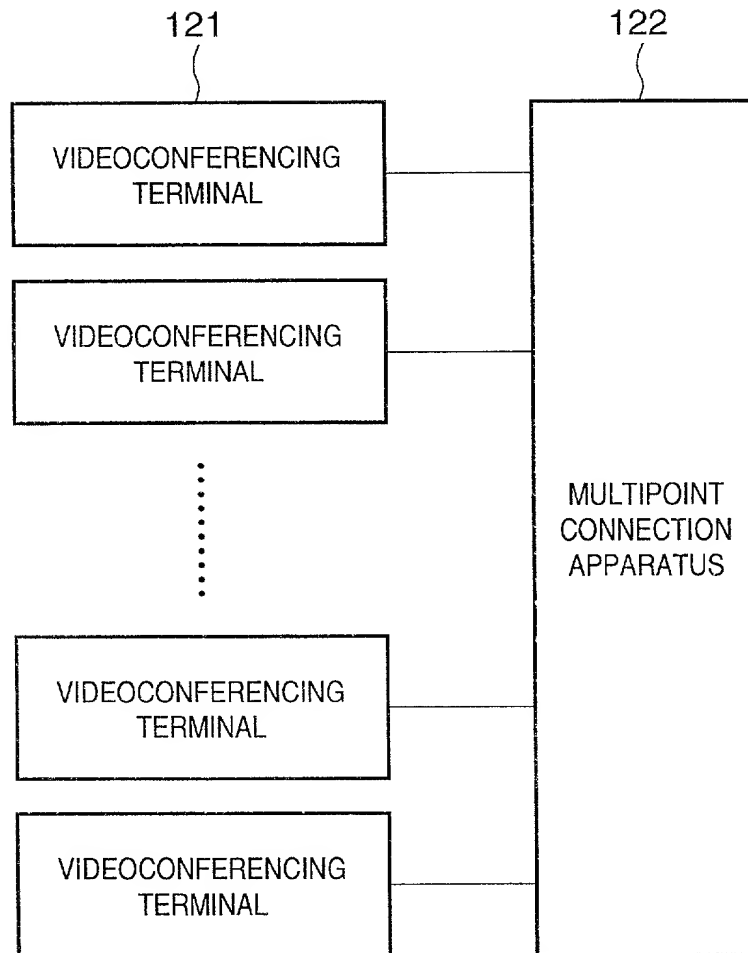 121
122
VIDEOCONFERENCING
TERMINAL
VIDEOCONFERENCING
TERMINAL
MULTIPOINT
CONNECTION
APPARATUS
VIDEOCONFERENCING
TERMINAL
VIDEOCONFERENCING
TERMINAL